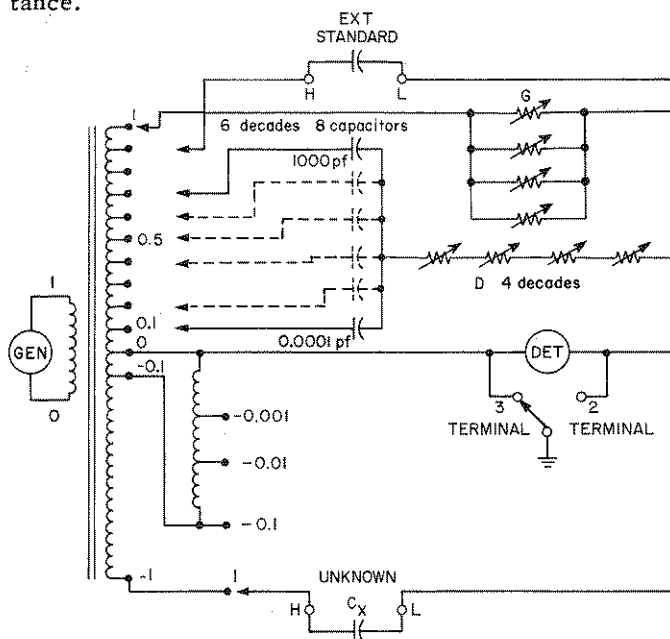 tance.
EXT
STANDARD
H L
G
1
6 decades 8 capacitors
1000 pf
0.5
D 4 decades
0.1
0.0001 pf
0
-0.1
1
GEN
0
DET
3 2
TERMINAL TERMINAL
-0.001
-0.01
-0.1
-1
1
UNKNOWN
H CX L